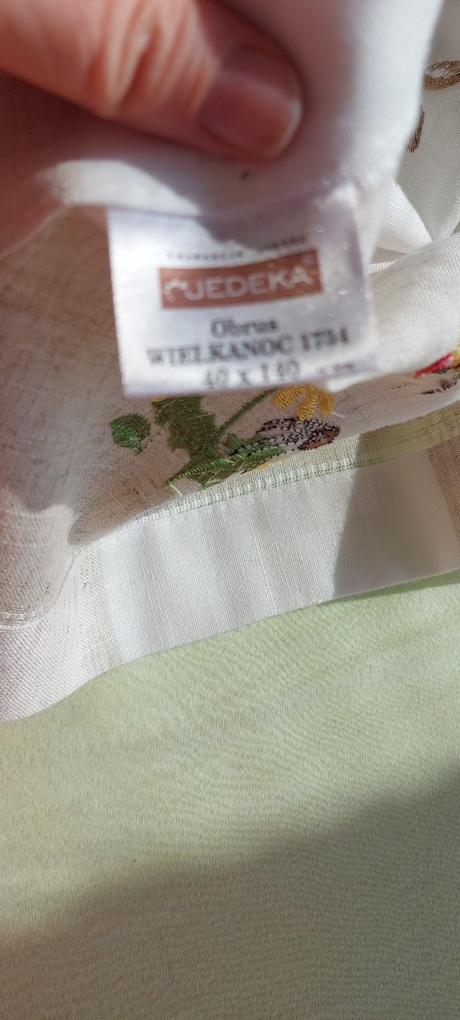 JEDEKA
Obrus
WIELKANOC 1734
40 x 140